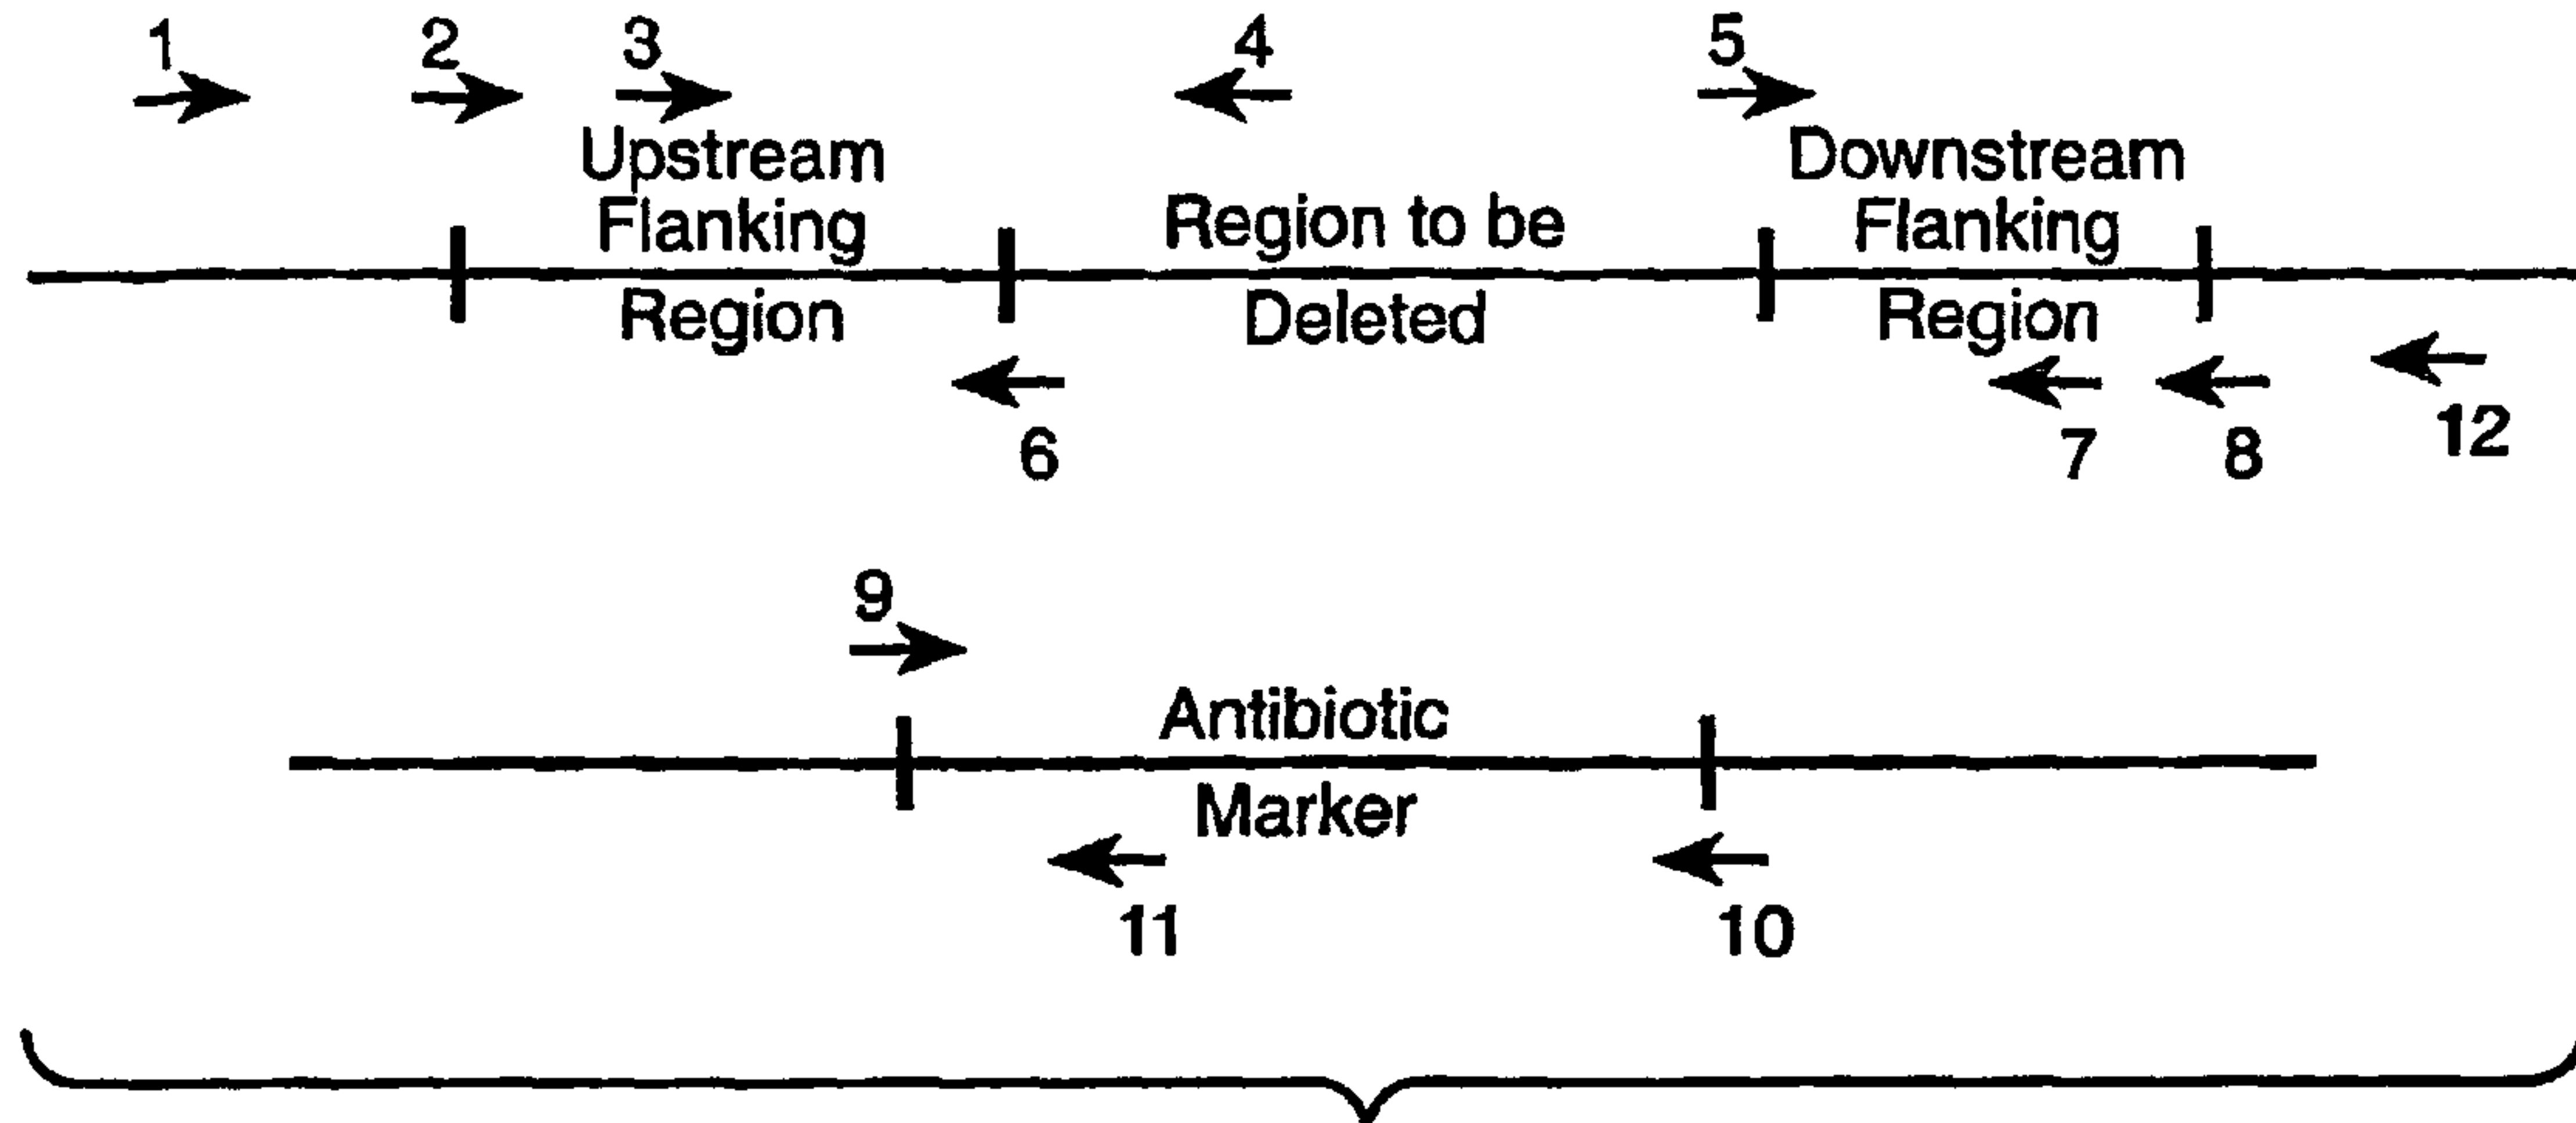 1 2 3 4 5
Upstream
Flanking
Region
Region to be
Deleted
Downstream
Flanking
Region
6 7 8 12
9
Antibiotic
Marker
11 10